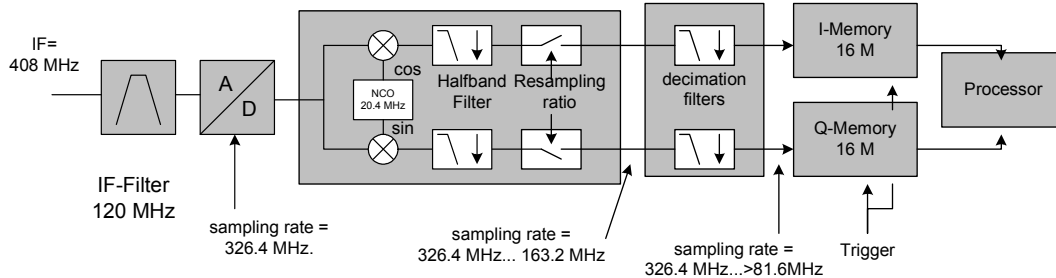 IF=
408 MHz
A
D
IF-Filter
120 MHz
sampling rate =
326.4 MHz.
cos
NCO
20.4 MHz
sin
Halfband
Filter
Resampling
ratio
sampling rate =
326.4 MHz... 163.2 MHz
decimation
filters
sampling rate =
326.4 MHz...>81.6MHz
I-Memory
16 M
Q-Memory
16 M
Trigger
Processor